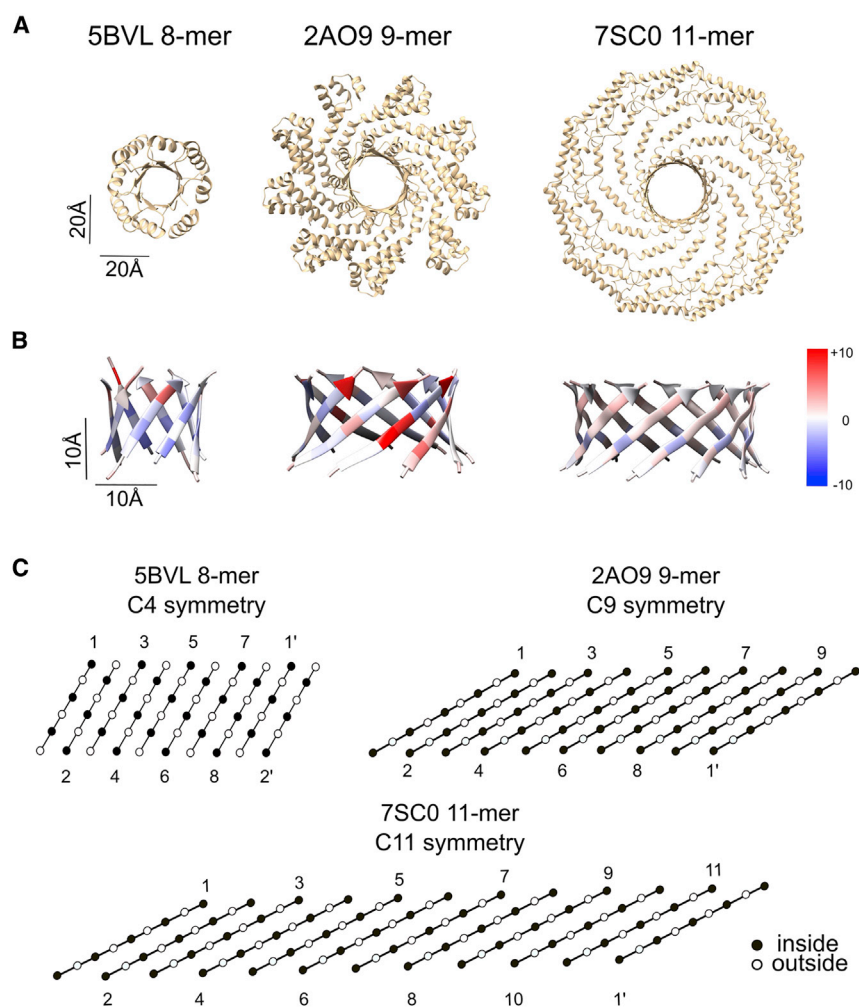 A
5BVL 8-mer 2AO9 9-mer 7SC0 11-mer
20Å
20Å
B
10Å
10Å
+10
0
-10
C
5BVL 8-mer
C4 symmetry
2AO9 9-mer
C9 symmetry
1 3 5 7 1'
1 3 5 7 9
2 4 6 8 2'
2 4 6 8 1'
7SC0 11-mer
C11 symmetry
1 3 5 7 9 11
2 4 6 8 10 1'
inside
outside